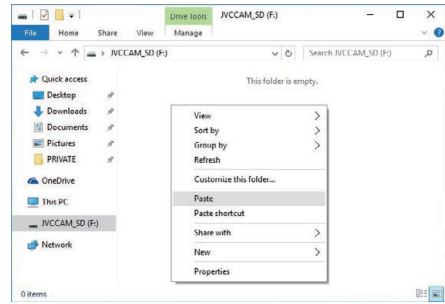 Drive Tools JVCCAM_SD (F:)
File Home Share View Manage
JVCCAM_SD (F:) Search JVCCAM_SD (F:)
Quick access
Desktop
Downloads
Documents
Pictures
PRIVATE
OneDrive
This PC
JVCCAM_SD (F:)
Network
This folder is empty.
View
Sort by
Group by
Refresh
Customize this folder...
Paste
Paste shortcut
Share with
New
Properties
0 items